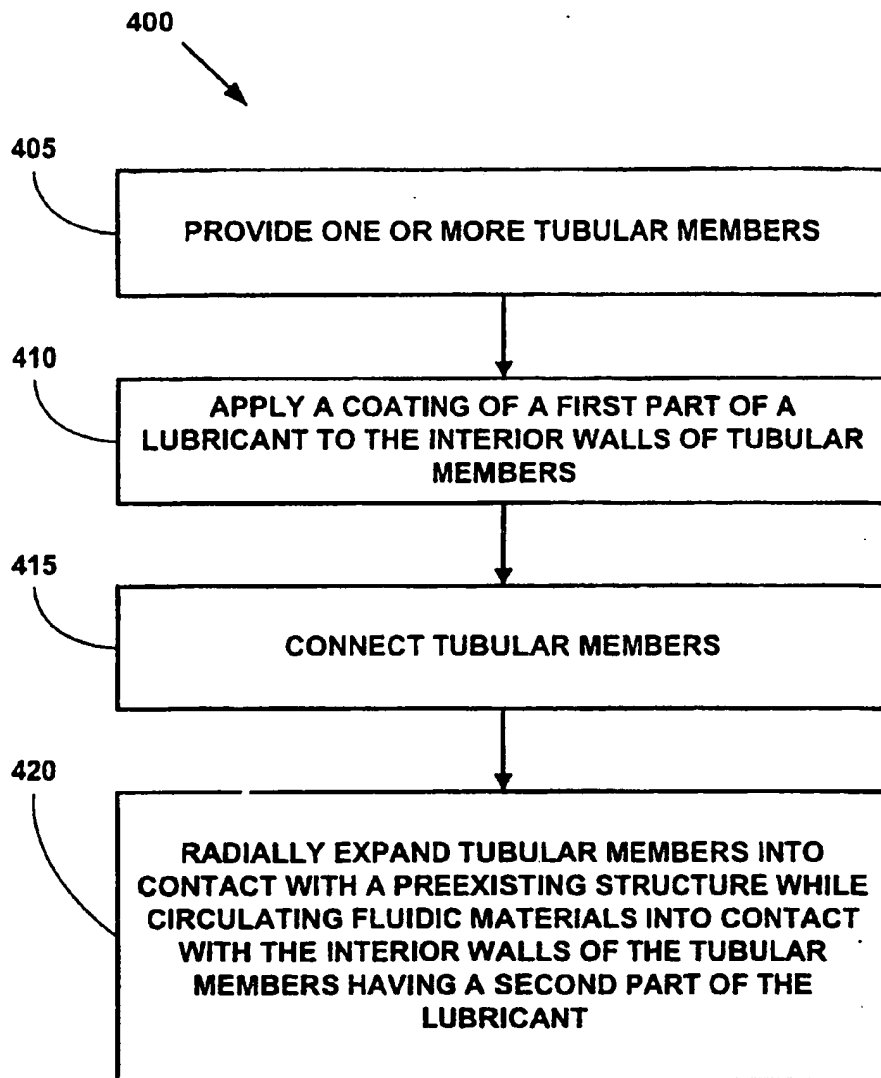 400
405
PROVIDE ONE OR MORE TUBULAR MEMBERS
410
APPLY A COATING OF A FIRST PART OF A
LUBRICANT TO THE INTERIOR WALLS OF TUBULAR
MEMBERS
415
CONNECT TUBULAR MEMBERS
420
RADIALLY EXPAND TUBULAR MEMBERS INTO
CONTACT WITH A PREEXISTING STRUCTURE WHILE
CIRCULATING FLUIDIC MATERIALS INTO CONTACT
WITH THE INTERIOR WALLS OF THE TUBULAR
MEMBERS HAVING A SECOND PART OF THE
LUBRICANT